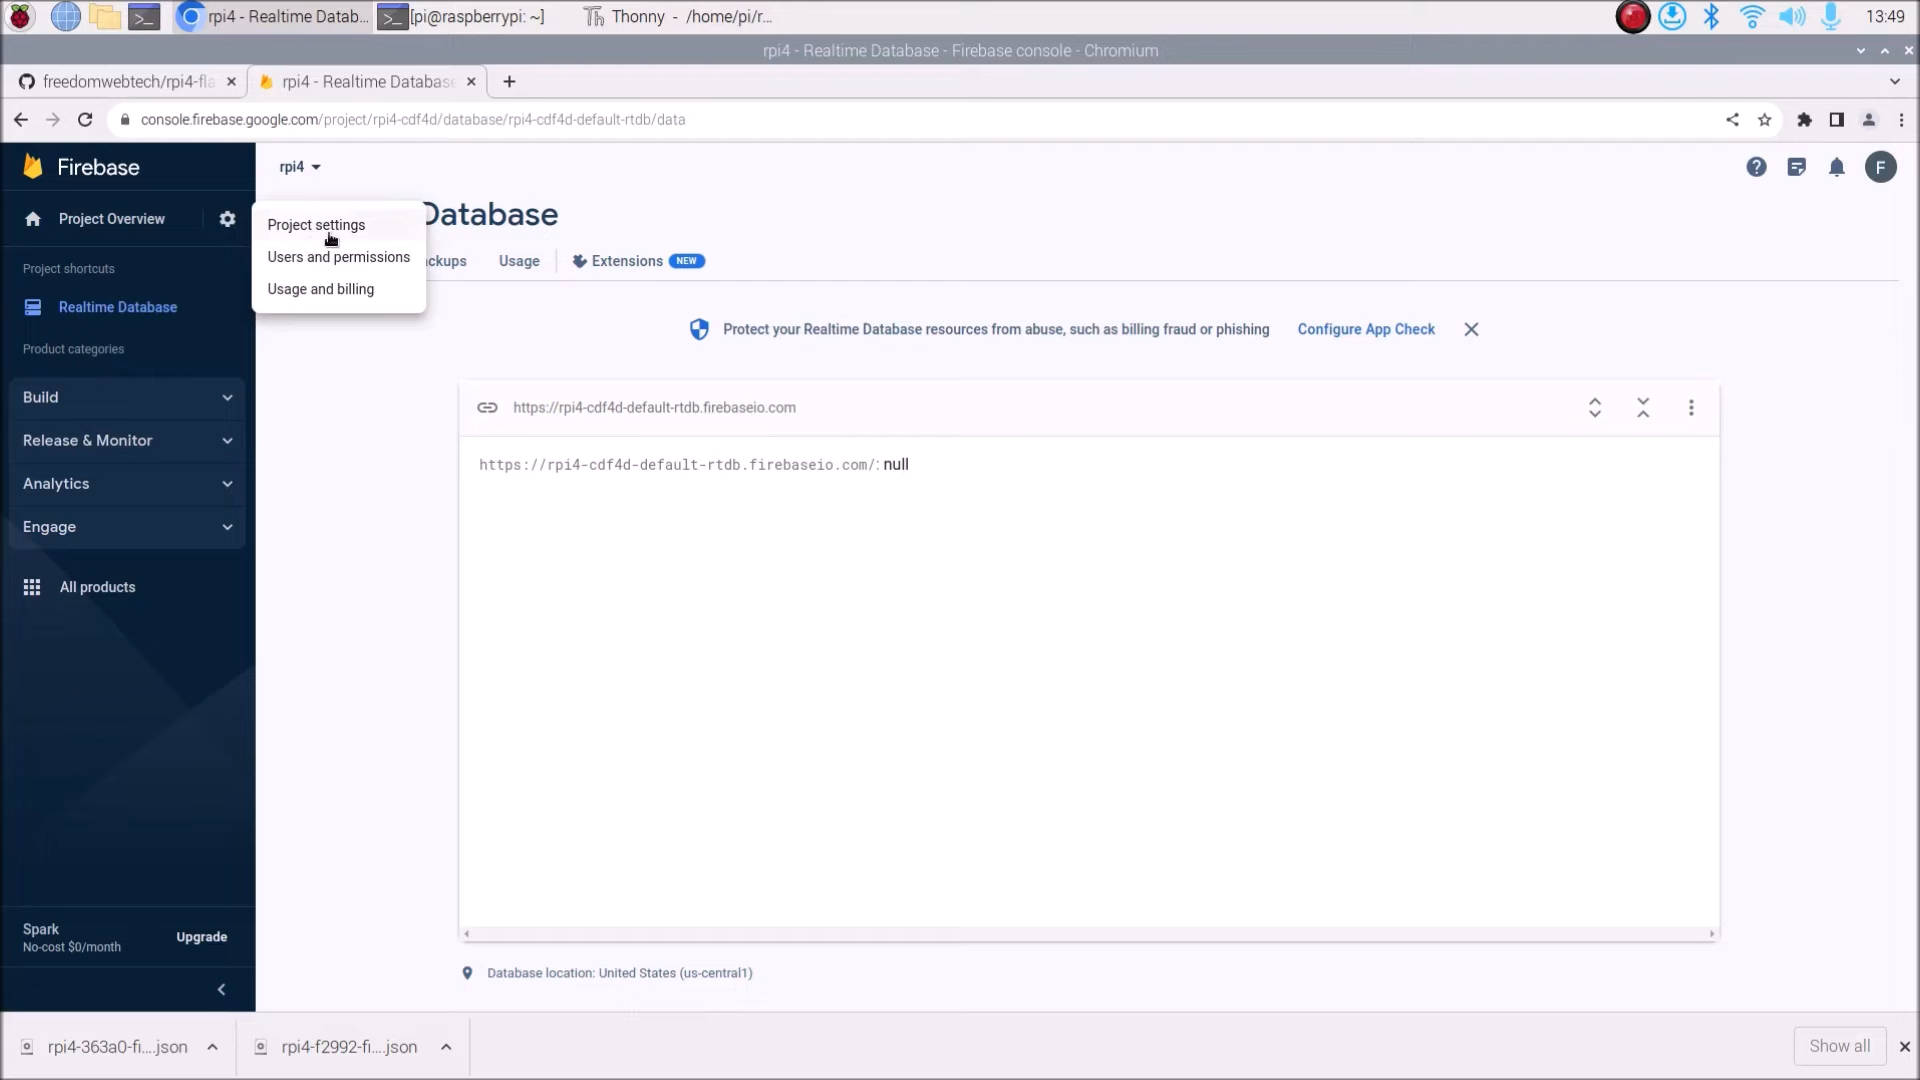 rpi4 - Realtime Datab...
[pi@raspberrypi: ~]
Thonny - /home/pi/r...
13:49
rpi4 - Realtime Database - Firebase console - Chromium
freedomwebtech/rpi4-fla
rpi4 - Realtime Database
console.firebase.google.com/project/rpi4-cdf4d/database/rpi4-cdf4d-default-rtdb/data
Firebase
rpi4
F
Project Overview
Project settings
Users and permissions
Usage and billing
Database
ckups
Usage
Extensions
NEW
Project shortcuts
Realtime Database
Product categories
Build
Release & Monitor
Analytics
Engage
All products
Protect your Realtime Database resources from abuse, such as billing fraud or phishing
Configure App Check
https://rpi4-cdf4d-default-rtdb.firebaseio.com
https://rpi4-cdf4d-default-rtdb.firebaseio.com/: null
Spark
No-cost $0/month
Upgrade
Database location: United States (us-central1)
rpi4-363a0-fi....json
rpi4-f2992-fi....json
Show all